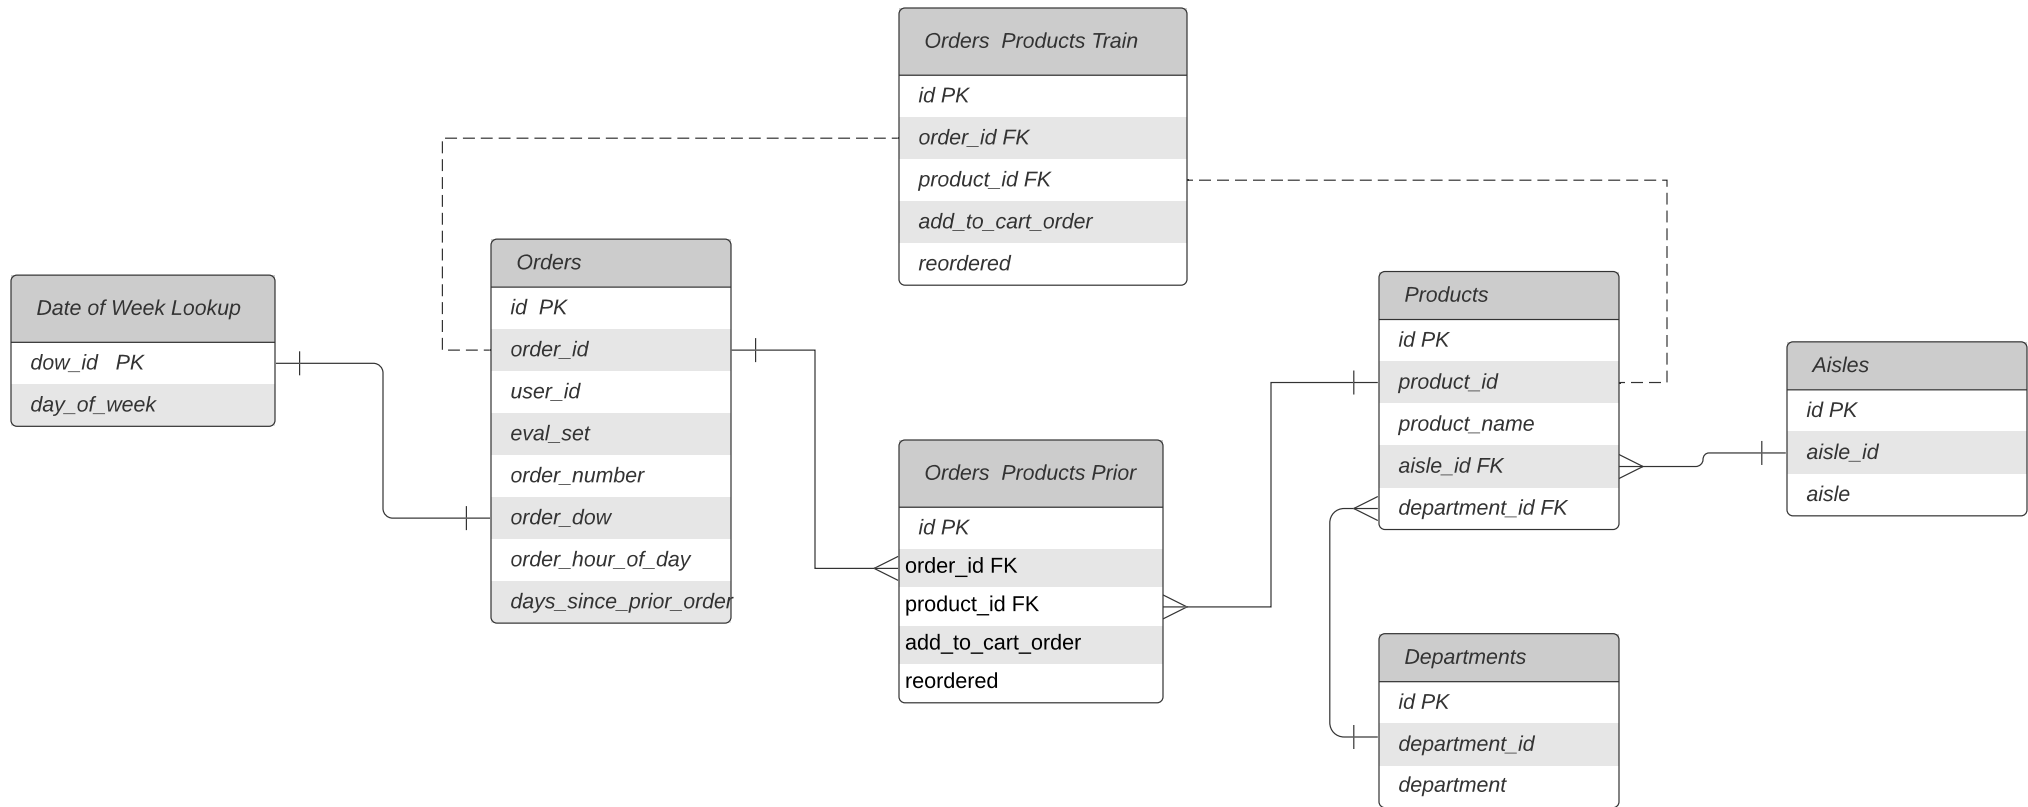 Orders  Products Train
id PK
order_id FK
product_id FK
add_to_cart_order
reordered
Date of Week Lookup
dow_id   PK
day_of_week
Orders
id  PK
order_id
user_id
eval_set
order_number
order_dow
order_hour_of_day
days_since_prior_order
Orders  Products Prior
id PK
order_id FK
product_id FK
add_to_cart_order
reordered
Products
id PK
product_id
product_name
aisle_id FK
department_id FK
Aisles
id PK
aisle_id
aisle
Departments
id PK
department_id
department